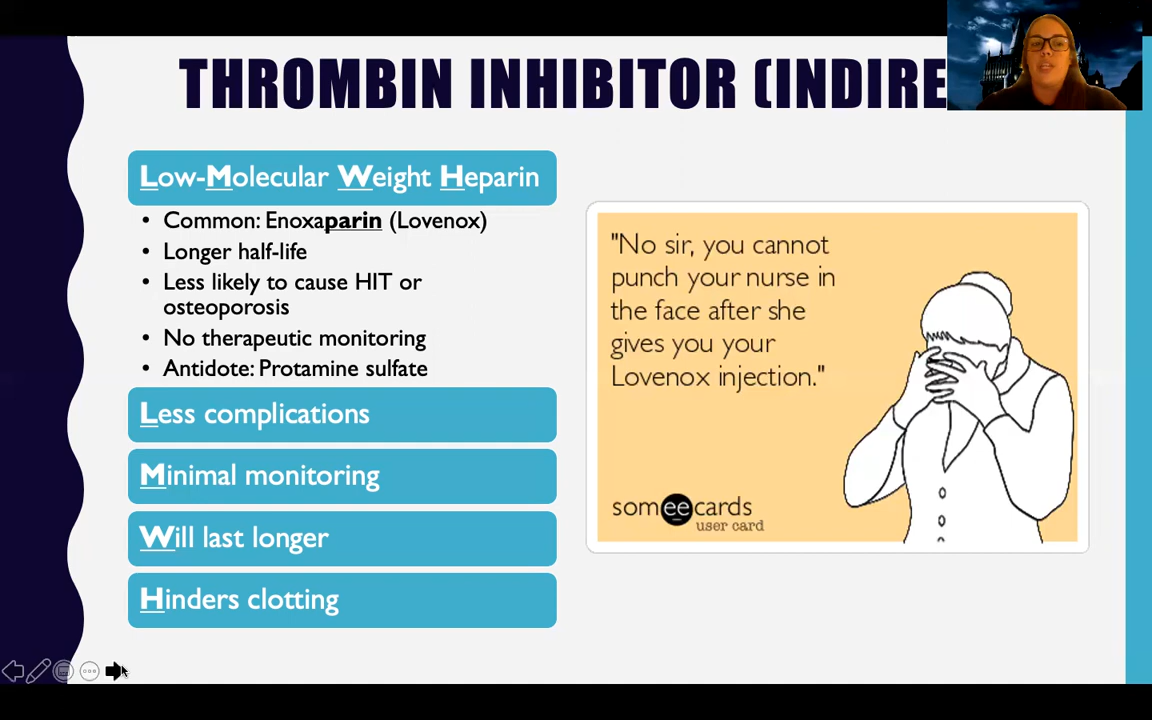 THROMBIN INHIBITOR (INDIRE
Low-Molecular Weight Heparin
• Common: Enoxaparin (Lovenox)
• Longer half-life
• Less likely to cause HIT or
osteoporosis
• No therapeutic monitoring
• Antidote: Protamine sulfate
Less complications
Minimal monitoring
Will last longer
Hinders clotting
"No sir, you cannot
punch your nurse in
the face after she
gives you your
Lovenox injection."
someecards
user card